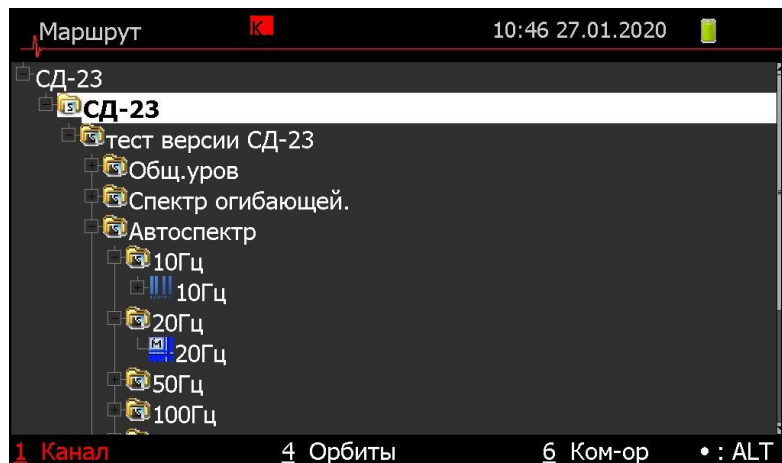 Маршрут К 10:46 27.01.2020
СД-23
СД-23
тест версии СД-23
Общ.уров
Спектр огибающей.
Автоспектр
10Гц
10Гц
20Гц
М 20Гц
50Гц
100Гц
1 Канал 4 Орбиты 6 Ком-ор • : ALT